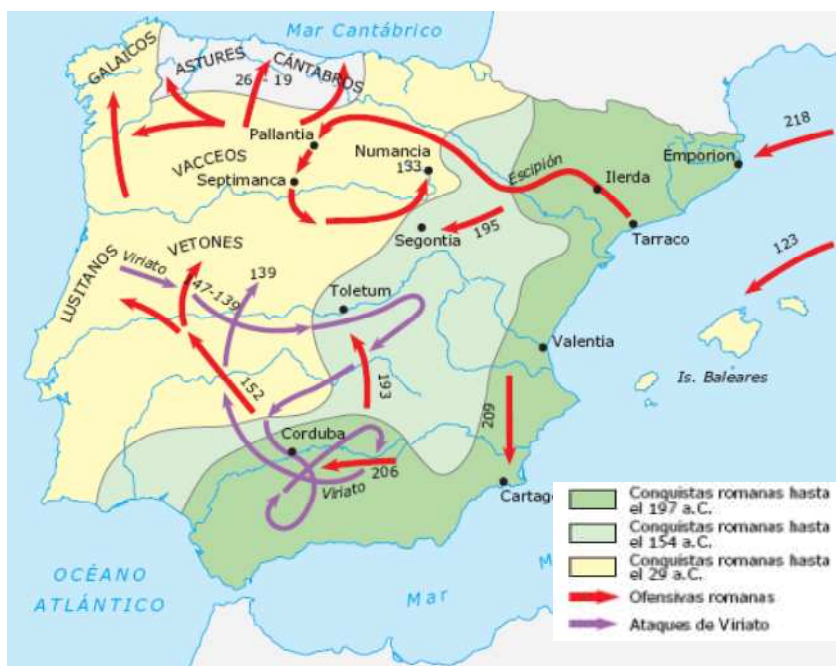 Mar Cantábrico
GALAICOS
ASTURES
CÁNTABROS
26 - 19
Pallantia
VACCEOS
Septimanca
Numancia
133
Escipión
Ilerda
Emporion
218
Tarraco
Segontia
195
123
LUSITANOS
Viriato
VETONES
147-139
139
Toletum
Valentia
Is. Baleares
152
193
209
Corduba
206
Viriato
Cartag
OCÉANO
ATLÁNTICO
Mar
M
Conquistas romanas hasta
el 197 a.C.
Conquistas romanas hasta
el 154 a.C.
Conquistas romanas hasta
el 29 a.C.
Ofensivas romanas
Ataques de Viriato